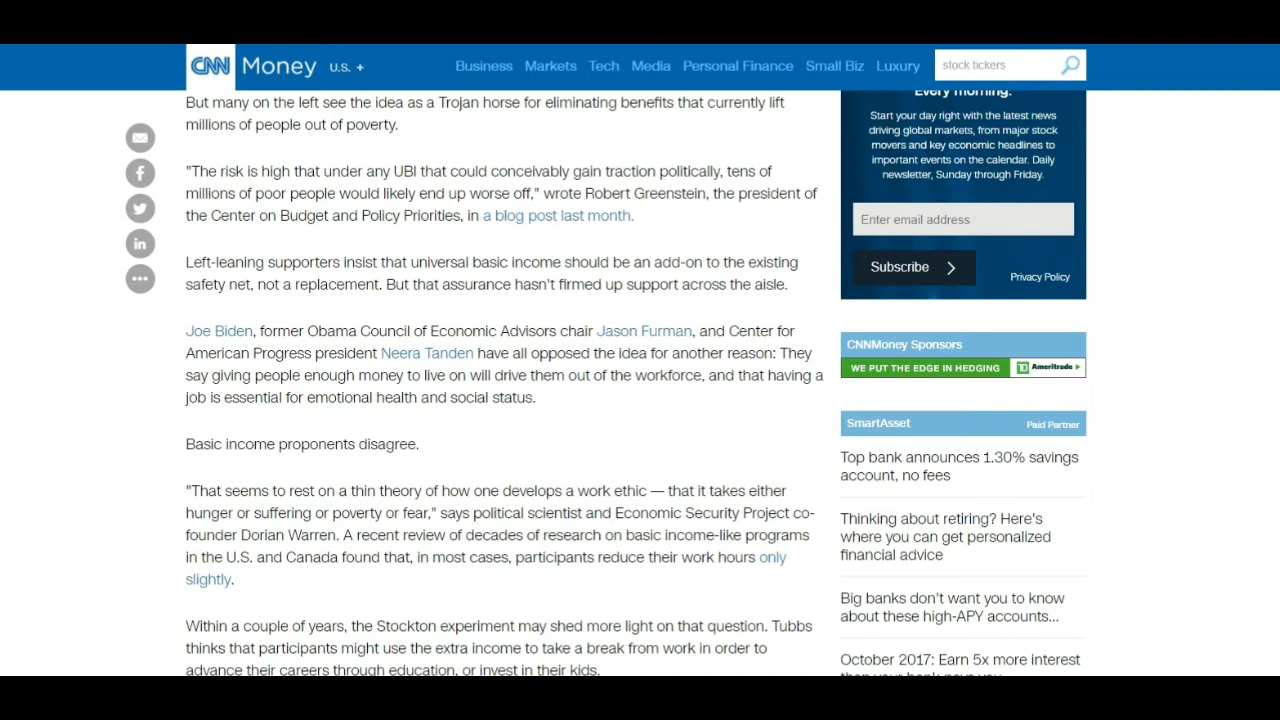 CNN Money U.S. + Business Markets Tech Media Personal Finance Small Biz Luxury stock tickers
But many on the left see the idea as a Trojan horse for eliminating benefits that currently lift
millions of people out of poverty.
"The risk is high that under any UBI that could conceivably gain traction politically, tens of
millions of poor people would likely end up worse off," wrote Robert Greenstein, the president of
the Center on Budget and Policy Priorities, in a blog post last month.
Left-leaning supporters insist that universal basic income should be an add-on to the existing
safety net, not a replacement. But that assurance hasn't firmed up support across the aisle.
Joe Biden, former Obama Council of Economic Advisors chair Jason Furman, and Center for
American Progress president Neera Tanden have all opposed the idea for another reason: They
say giving people enough money to live on will drive them out of the workforce, and that having a
job is essential for emotional health and social status.
Basic income proponents disagree.
"That seems to rest on a thin theory of how one develops a work ethic — that it takes either
hunger or suffering or poverty or fear," says political scientist and Economic Security Project co-
founder Dorian Warren. A recent review of decades of research on basic income-like programs
in the U.S. and Canada found that, in most cases, participants reduce their work hours only
slightly.
Within a couple of years, the Stockton experiment may shed more light on that question. Tubbs
thinks that participants might use the extra income to take a break from work in order to
advance their careers through education, or invest in their kids.
Every morning.
Start your day right with the latest news
driving global markets, from major stock
movers and key economic headlines to
important events on the calendar. Daily
newsletter, Sunday through Friday.
Enter email address
Subscribe
Privacy Policy
CNNMoney Sponsors
WE PUT THE EDGE IN HEDGING TD Ameritrade
SmartAsset Paid Partner
Top bank announces 1.30% savings
account, no fees
Thinking about retiring? Here's
where you can get personalized
financial advice
Big banks don't want you to know
about these high-APY accounts...
October 2017: Earn 5x more interest
than your bank pays you